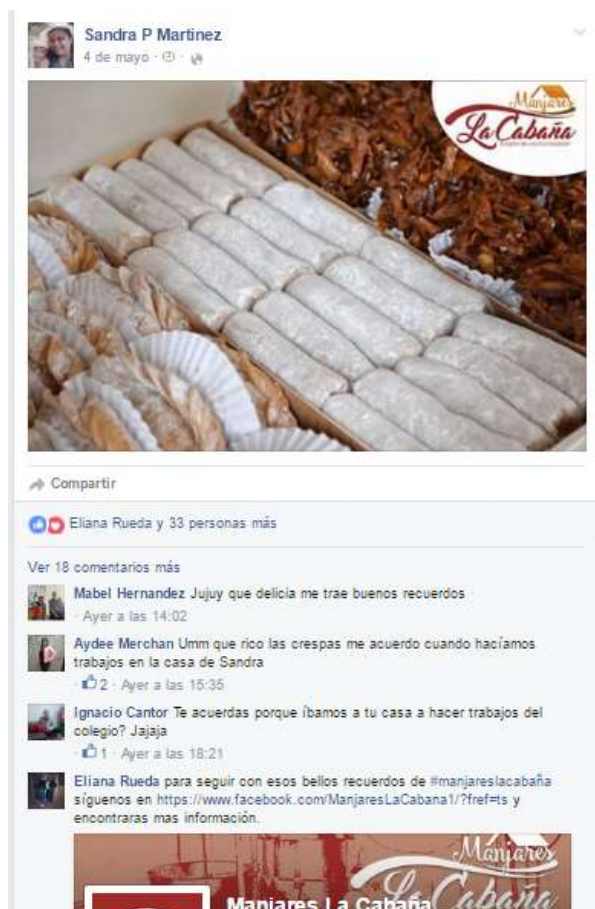 Sandra P Martinez
4 de mayo ·
Manjares
La Cabaña
Compartir
Eliana Rueda y 33 personas más
Ver 18 comentarios más
Mabel Hernandez Jujuy que delicia me trae buenos recuerdos
· Ayer a las 14:02
Aydee Merchan Umm que rico las crespas me acuerdo cuando hacíamos
trabajos en la casa de Sandra
· 2 · Ayer a las 15:35
Ignacio Cantor Te acuerdas porque íbamos a tu casa a hacer trabajos del
colegio? Jajaja
· 1 · Ayer a las 18:21
Eliana Rueda para seguir con esos bellos recuerdos de #manjareslacabaña
síguenos en https://www.facebook.com/ManjaresLaCabana1/?fref=ts y
encontraras mas información.
Manjares
La Cabaña
Manjares La Cabaña